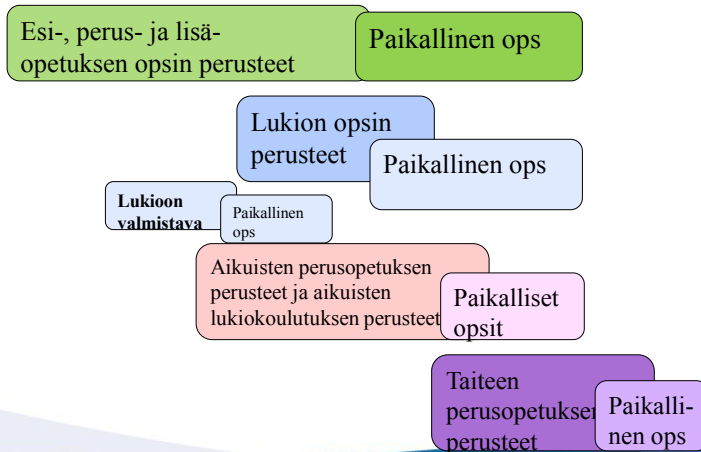 Esi-, perus- ja lisä-
opetuksen opsin perusteet
Paikallinen ops
Lukion opsin
perusteet
Paikallinen ops
Lukioon
valmistava
Paikallinen
ops
Aikuisten perusopetuksen
perusteet ja aikuisten
lukiokoulutuksen perusteet
Paikalliset
opsit
Taiteen
perusopetuksen
perusteet
Paikalli-
nen ops